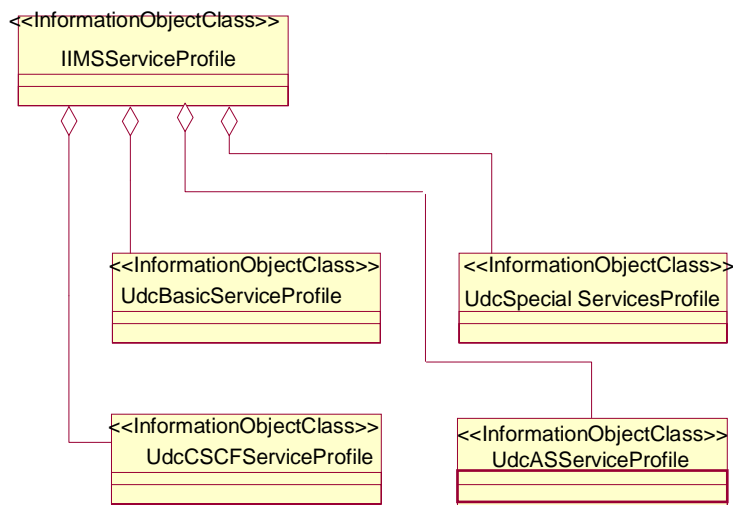 <<InformationObjectClass>>
IIMSServiceProfile
<<InformationObjectClass>>
UdcBasicServiceProfile
<<InformationObjectClass>>
UdcSpecial ServicesProfile
<<InformationObjectClass>>
UdcCSCFServiceProfile
<<InformationObjectClass>>
UdcASServiceProfile